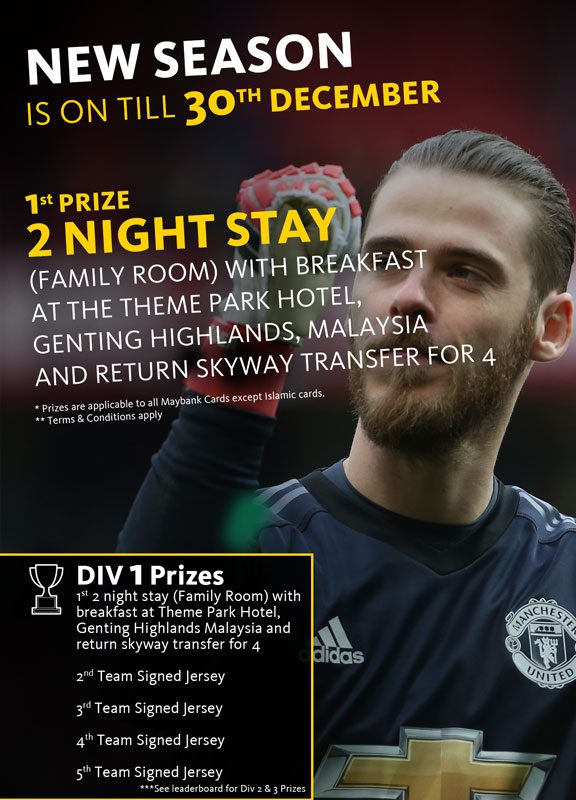 NEW SEASON
IS ON TILL 30TH DECEMBER
1st PRIZE
2 NIGHT STAY
(FAMILY ROOM) WITH BREAKFAST
AT THE THEME PARK HOTEL,
GENTING HIGHLANDS, MALAYSIA
AND RETURN SKYWAY TRANSFER FOR 4
* Prizes are applicable to all Maybank Cards except Islamic cards.
** Terms & Conditions apply
DIV 1 Prizes
1st 2 night stay (Family Room) with
breakfast at Theme Park Hotel,
Genting Highlands Malaysia and
return skyway transfer for 4
2nd Team Signed Jersey
3rd Team Signed Jersey
4th Team Signed Jersey
5th Team Signed Jersey
***See leaderboard for Div 2 & 3 Prizes
adidas
MANCHESTER
UNITED